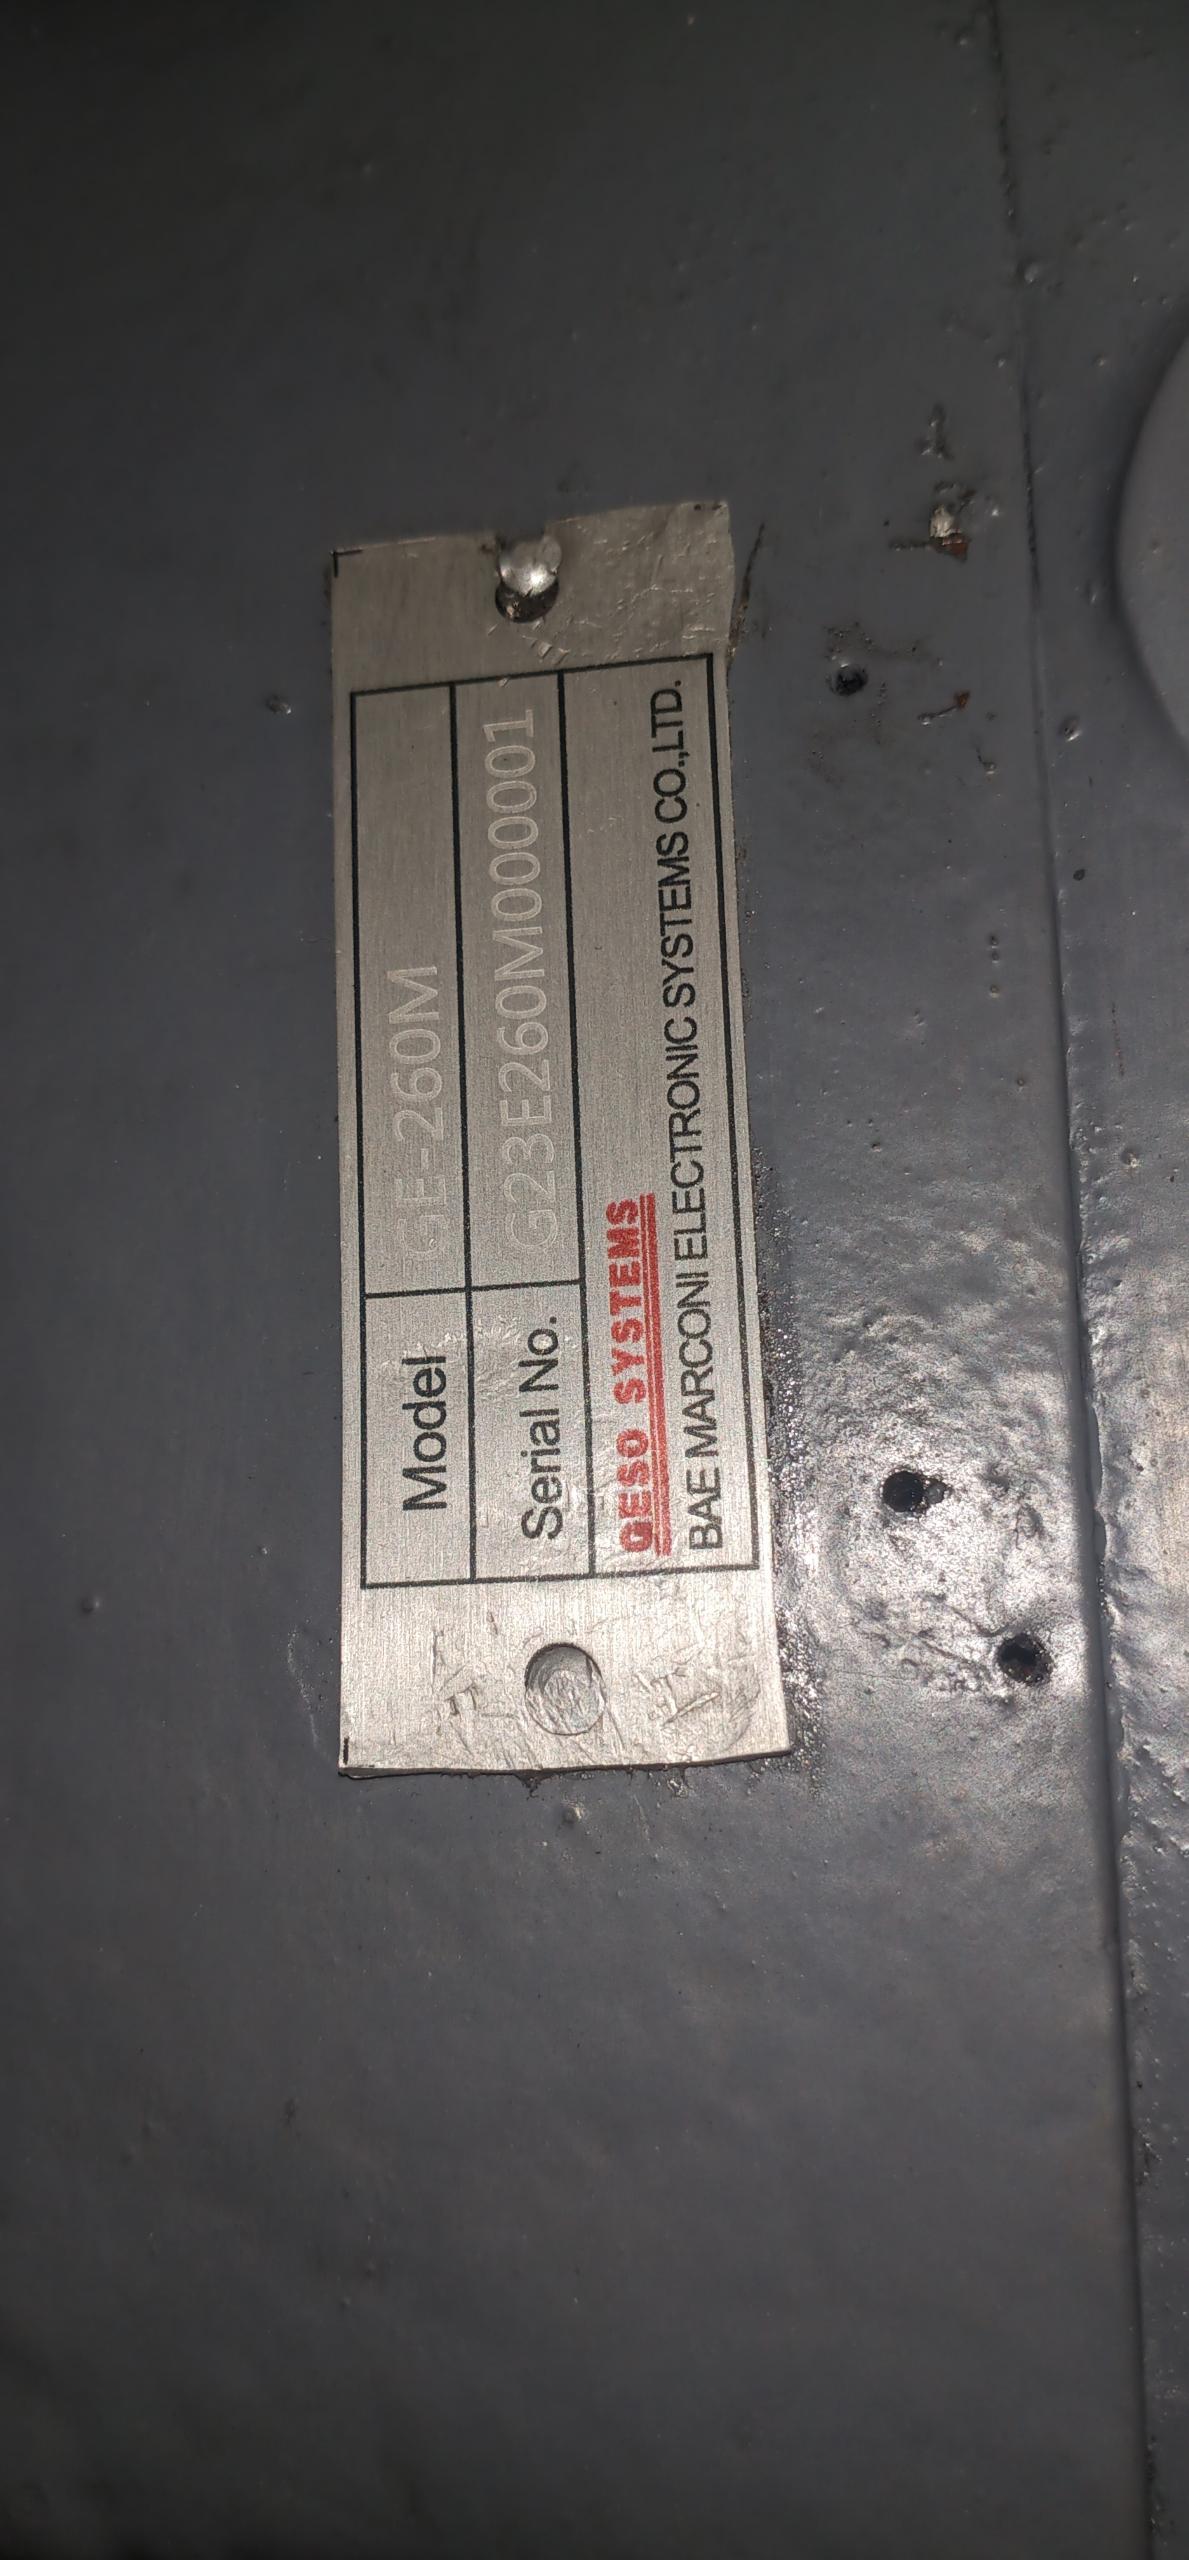 Model GE-260M
Serial No. G23E260M000001
GESO SYSTEMS
BAE MARCONI ELECTRONIC SYSTEMS CO.,LTD.